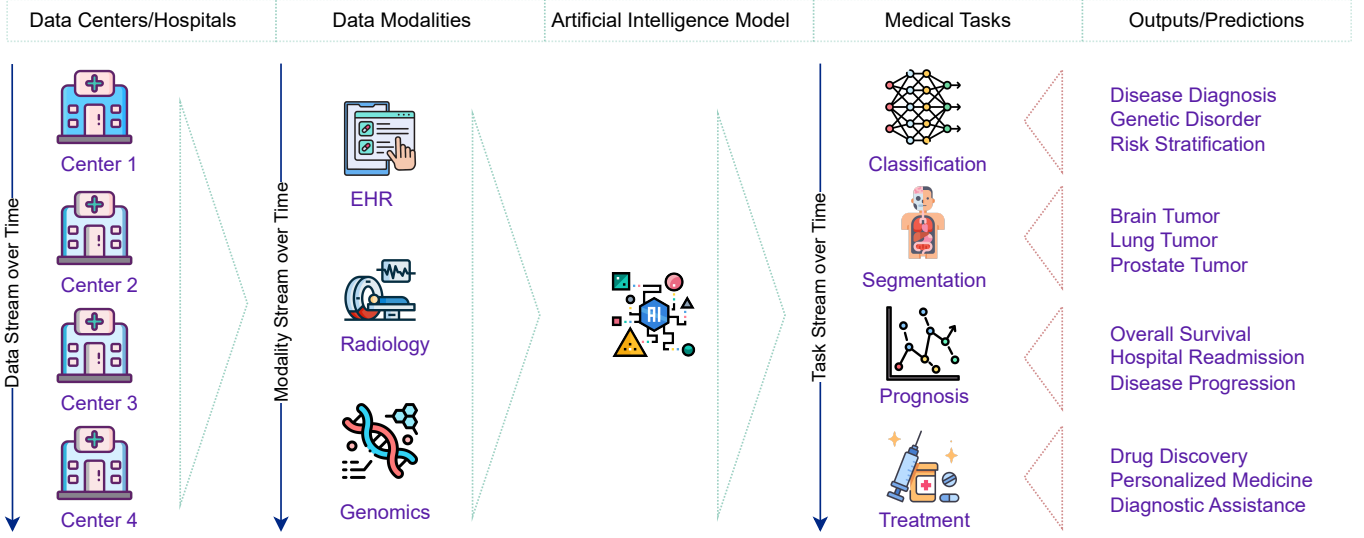 Data Centers/Hospitals
Data Modalities
Artificial Intelligence Model
Medical Tasks
Outputs/Predictions
Data Stream over Time
Center 1
Center 2
Center 3
Center 4
Modality Stream over Time
EHR
Radiology
Genomics
AI
Task Stream over Time
Classification
Segmentation
Prognosis
Treatment
Disease Diagnosis
Genetic Disorder
Risk Stratification
Brain Tumor
Lung Tumor
Prostate Tumor
Overall Survival
Hospital Readmission
Disease Progression
Drug Discovery
Personalized Medicine
Diagnostic Assistance